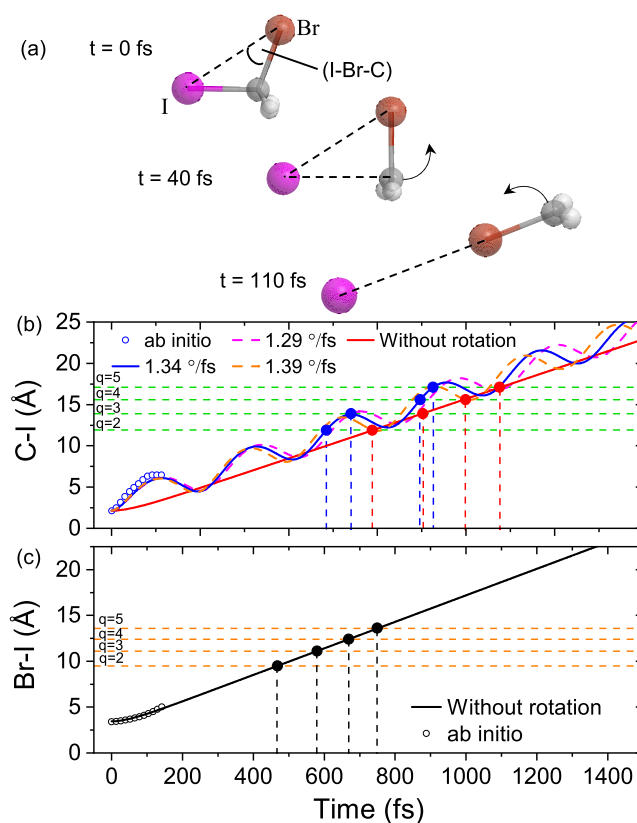 (a)
t = 0 fs
Br
(I-Br-C)
I
t = 40 fs
t = 110 fs
(b)
ab initio
1.29 °/fs
Without rotation
1.34 °/fs
1.39 °/fs
25
20
15
10
5
0
C-I (Å)
q=5
q=4
q=3
q=2
(c)
20
15
10
5
0
Br-I (Å)
q=5
q=4
q=3
q=2
Without rotation
ab initio
0 200 400 600 800 1000 1200 1400
Time (fs)